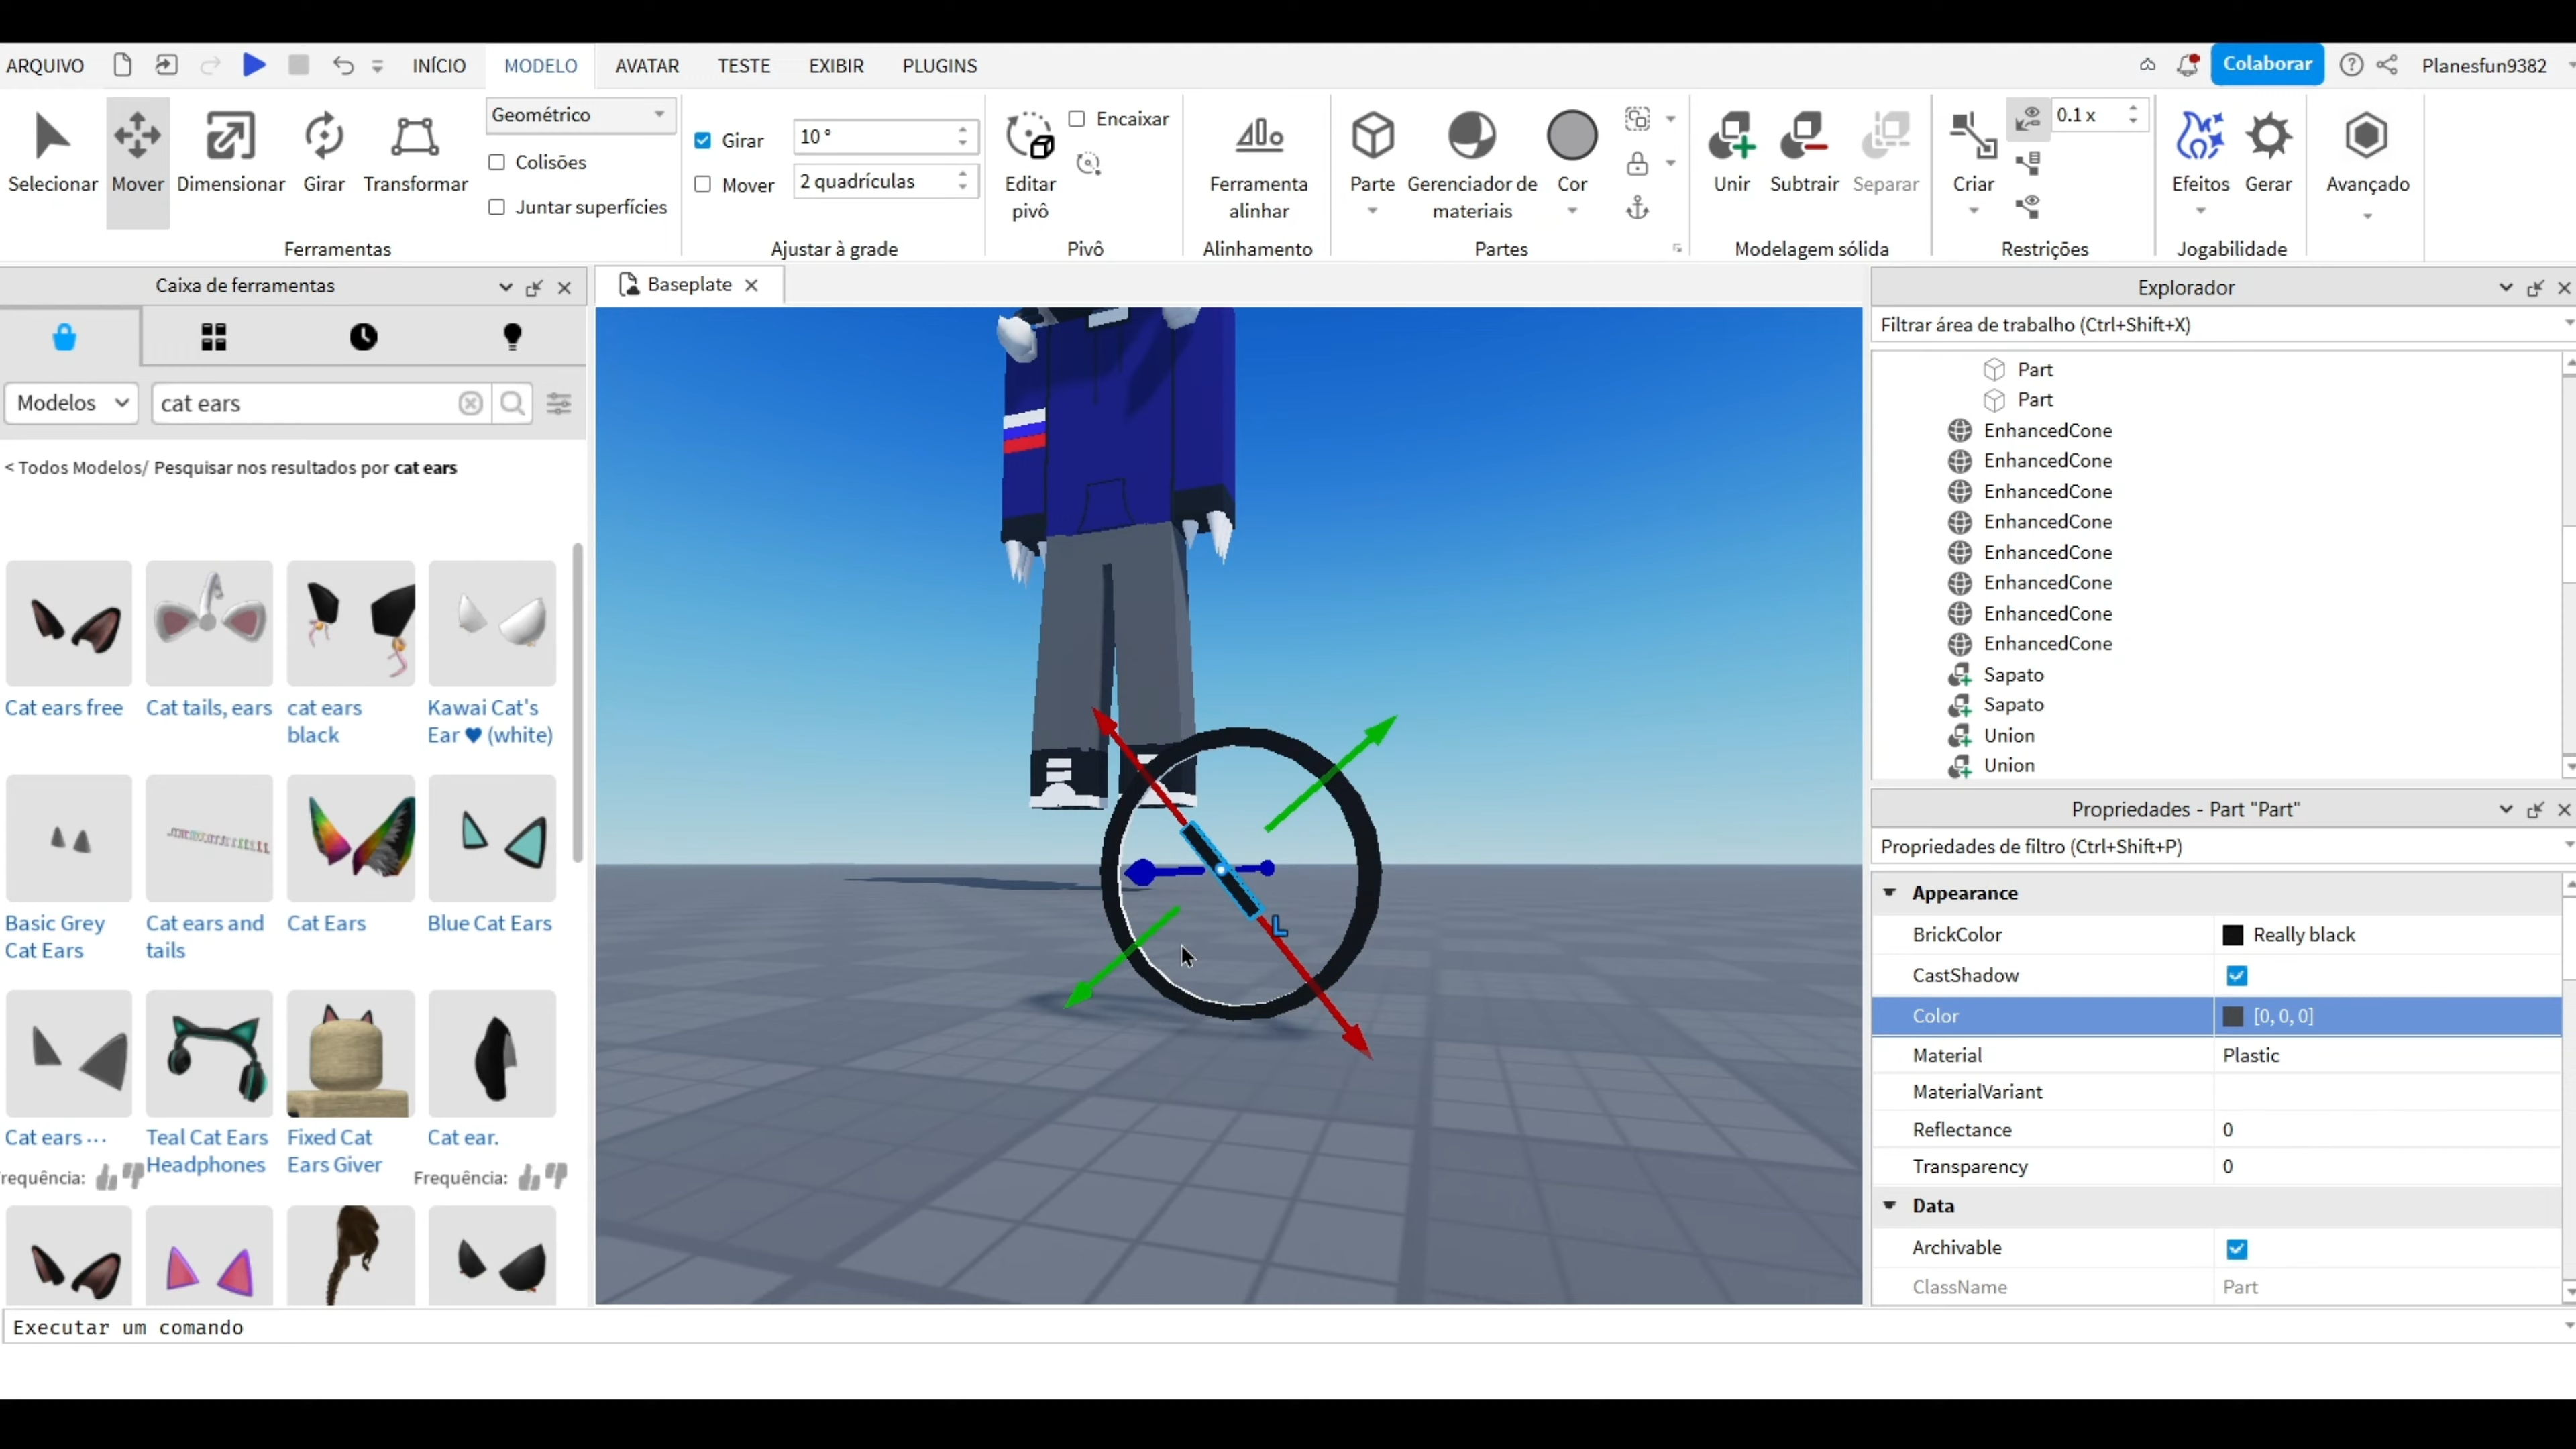 ARQUIVO
INÍCIO
MODELO
AVATAR
TESTE
EXIBIR
PLUGINS
Colaborar
Planesfun9382
Selecionar
Mover
Dimensionar
Girar
Transformar
Geométrico
Colisões
Juntar superfícies
Ferramentas
Girar
10 °
Mover
2 quadrículas
Ajustar à grade
Editar
pivô
Encaixar
Pivô
Ferramenta
alinhar
Alinhamento
Parte
Gerenciador de
materiais
Cor
Partes
Unir
Subtrair
Separar
Modelagem sólida
Criar
0.1 x
Restrições
Efeitos
Gerar
Jogabilidade
Avançado
Caixa de ferramentas
Modelos
cat ears
< Todos Modelos/ Pesquisar nos resultados por cat ears
Cat ears free
Cat tails, ears
cat ears
black
Kawai Cat's
Ear ♥ (white)
Basic Grey
Cat Ears
Cat ears and
tails
Cat Ears
Blue Cat Ears
Cat ears ...
Teal Cat Ears
Headphones
Fixed Cat
Ears Giver
Cat ear.
requência:
Frequência:
Baseplate
L
Explorador
Filtrar área de trabalho (Ctrl+Shift+X)
Part
Part
EnhancedCone
EnhancedCone
EnhancedCone
EnhancedCone
EnhancedCone
EnhancedCone
EnhancedCone
EnhancedCone
Sapato
Sapato
Union
Union
Propriedades - Part "Part"
Propriedades de filtro (Ctrl+Shift+P)
Appearance
BrickColor
Really black
CastShadow
Color
[0, 0, 0]
Material
Plastic
MaterialVariant
Reflectance
0
Transparency
0
Data
Archivable
ClassName
Part
Executar um comando